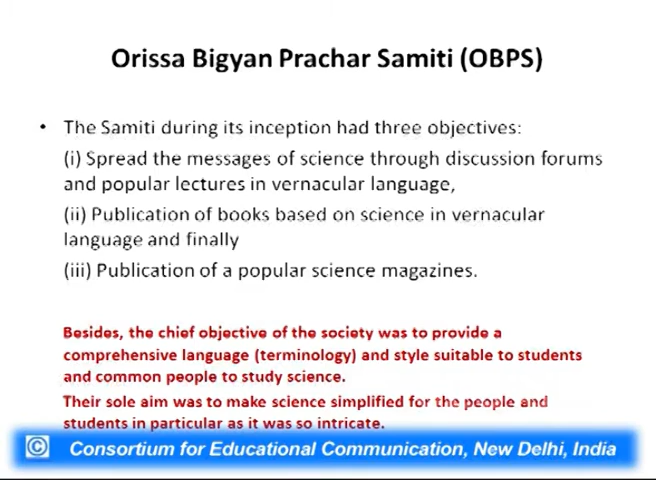 Orissa Bigyan Prachar Samiti (OBPS)
• The Samiti during its inception had three objectives:
(i) Spread the messages of science through discussion forums
and popular lectures in vernacular language,
(ii) Publication of books based on science in vernacular
language and finally
(iii) Publication of a popular science magazines.
Besides, the chief objective of the society was to provide a
comprehensive language (terminology) and style suitable to students
and common people to study science.
Their sole aim was to make science simplified for the people and
students in particular as it was so intricate.
© Consortium for Educational Communication, New Delhi, India